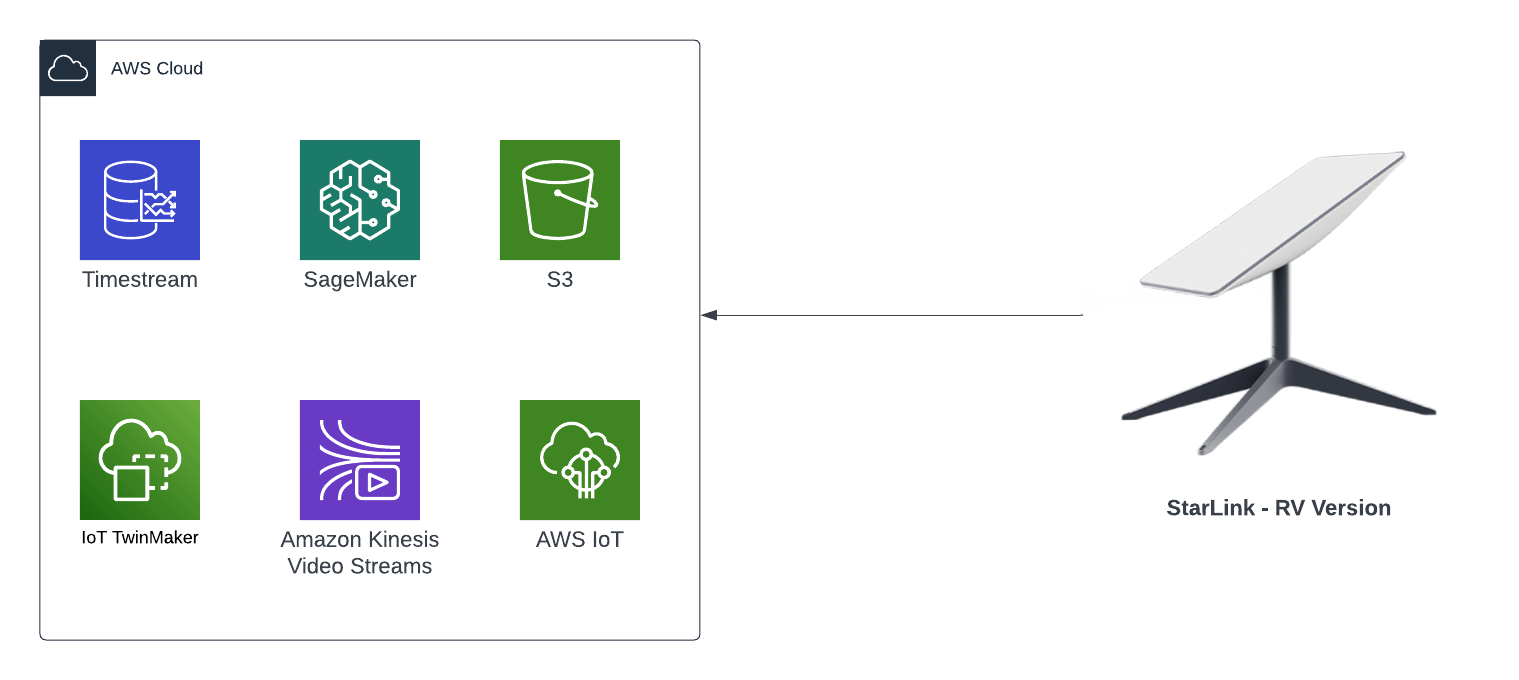 AWS Cloud
Timestream
SageMaker
S3
IoT TwinMaker
Amazon Kinesis
Video Streams
AWS IoT
StarLink - RV Version